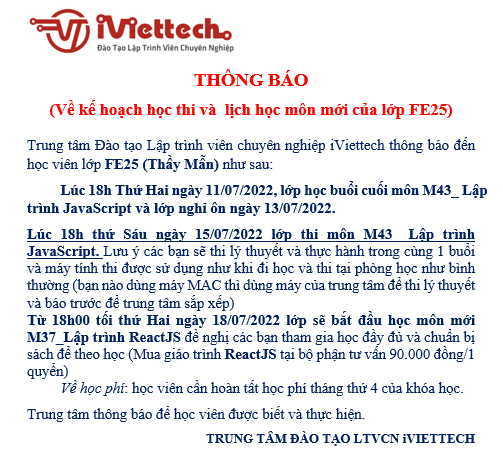 iViettech
Đào Tạo Lập Trình Viên Chuyên Nghiệp
THÔNG BÁO
(Về kế hoạch học thi và lịch học môn mới của lớp FE25)
Trung tâm Đào tạo Lập trình viên chuyên nghiệp iViettech thông báo đến
học viên lớp FE25 (Thầy Mẫn) như sau:
Lúc 18h Thứ Hai ngày 11/07/2022, lớp học buổi cuối môn M43_ Lập
trình JavaScript và lớp nghỉ ôn ngày 13/07/2022.
Lúc 18h thứ Sáu ngày 15/07/2022 lớp thi môn M43_ Lập trình
JavaScript. Lưu ý các bạn sẽ thi lý thuyết và thực hành trong cùng 1 buổi
và máy tính thi được sử dụng như khi đi học và thi tại phòng học như bình
thường (bạn nào dùng máy MAC thì dùng máy của trung tâm để thi lý thuyết
và báo trước để trung tâm sắp xếp)
Từ 18h00 tối thứ Hai ngày 18/07/2022 lớp sẽ bắt đầu học môn mới
M37_Lập trình ReactJS đề nghị các bạn tham gia học đầy đủ và chuẩn bị
sách để theo học (Mua giáo trình ReactJS tại bộ phận tư vấn 90.000 đồng/1
quyển)
Về học phí: học viên cần hoàn tất học phí tháng thứ 4 của khóa học.
Trung tâm thông báo để học viên được biết và thực hiện.
TRUNG TÂM ĐÀO TẠO LTVCN iVIETTECH